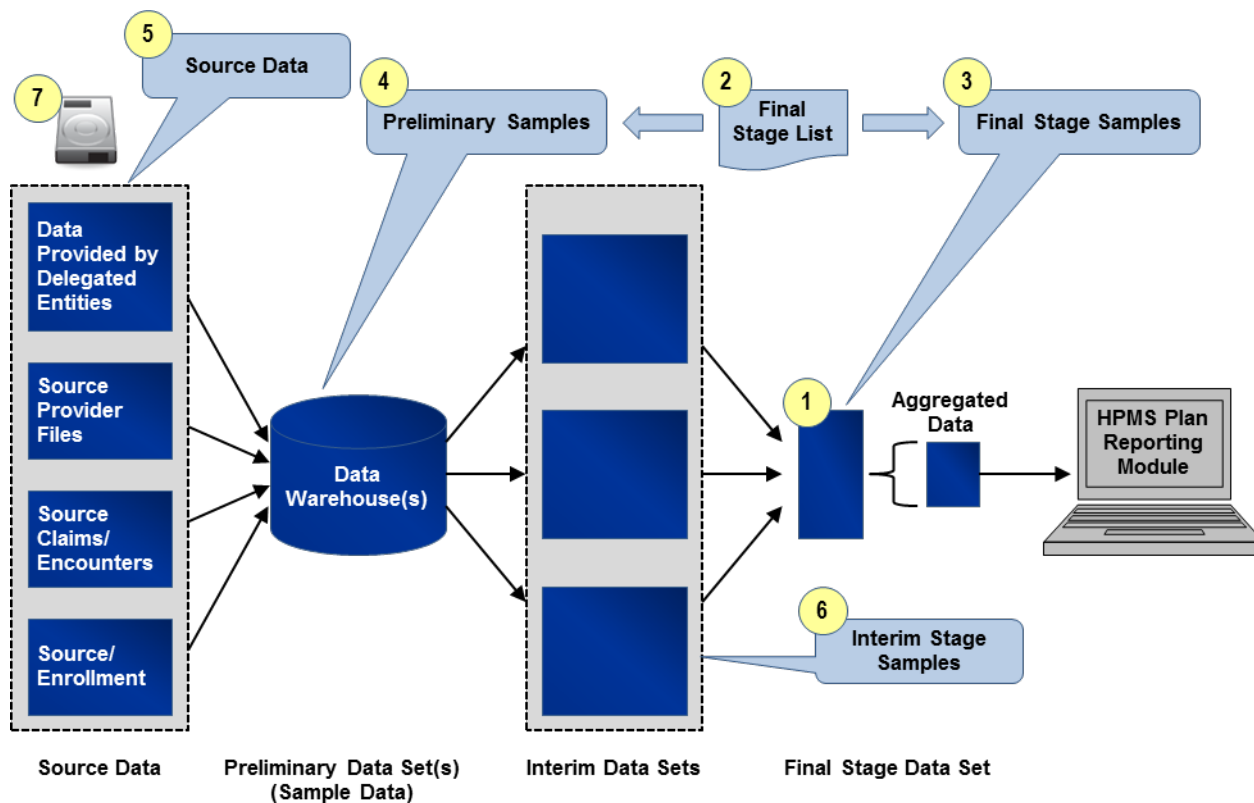 5
Source Data
7
4
Preliminary Samples
2
Final
Stage List
3
Final Stage Samples
Data
Provided by
Delegated
Entities
Source
Provider
Files
Source
Claims/
Encounters
Source/
Enrollment
Data
Warehouse(s)
1
Aggregated
Data
HPMS Plan
Reporting
Module
6
Interim Stage
Samples
Source Data
Preliminary Data Set(s)
(Sample Data)
Interim Data Sets
Final Stage Data Set